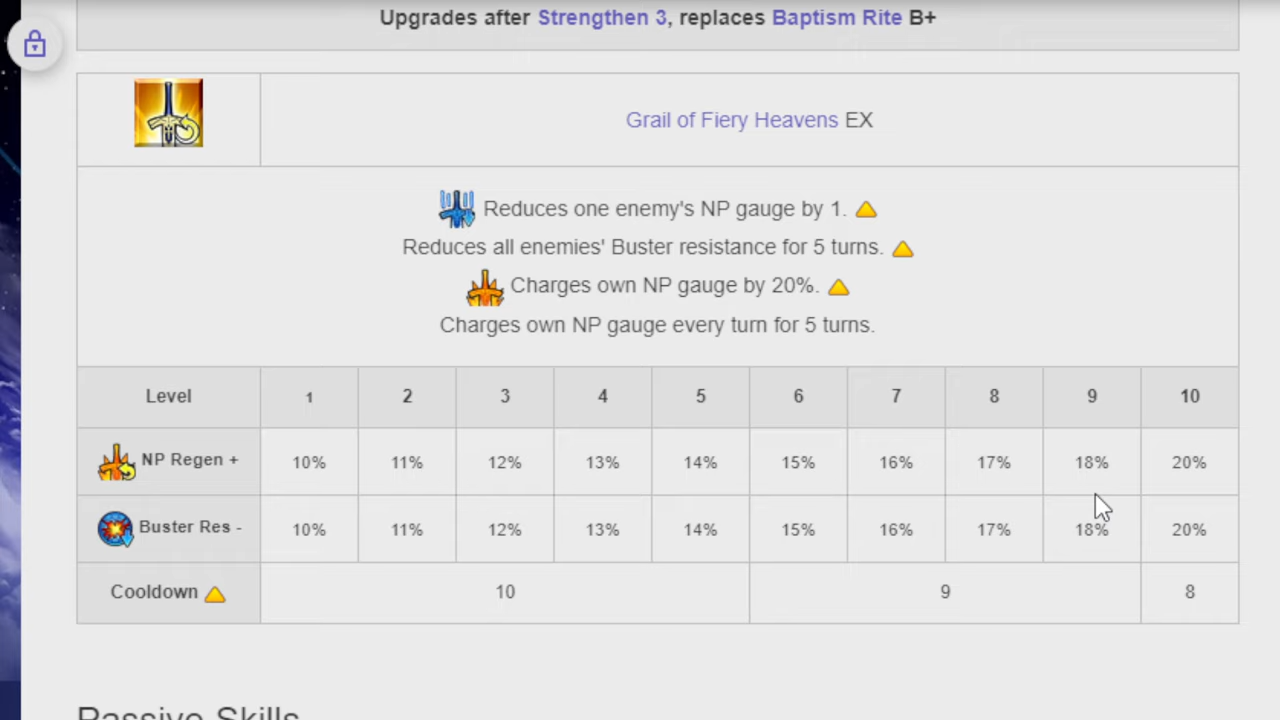 Upgrades after Strengthen 3, replaces Baptism Rite B+
Grail of Fiery Heavens EX
Reduces one enemy's NP gauge by 1.
Reduces all enemies' Buster resistance for 5 turns.
Charges own NP gauge by 20%.
Charges own NP gauge every turn for 5 turns.
Level 1 2 3 4 5 6 7 8 9 10
NP Regen + 10% 11% 12% 13% 14% 15% 16% 17% 18% 20%
Buster Res - 10% 11% 12% 13% 14% 15% 16% 17% 18% 20%
Cooldown 10 9 8
Passive Skills